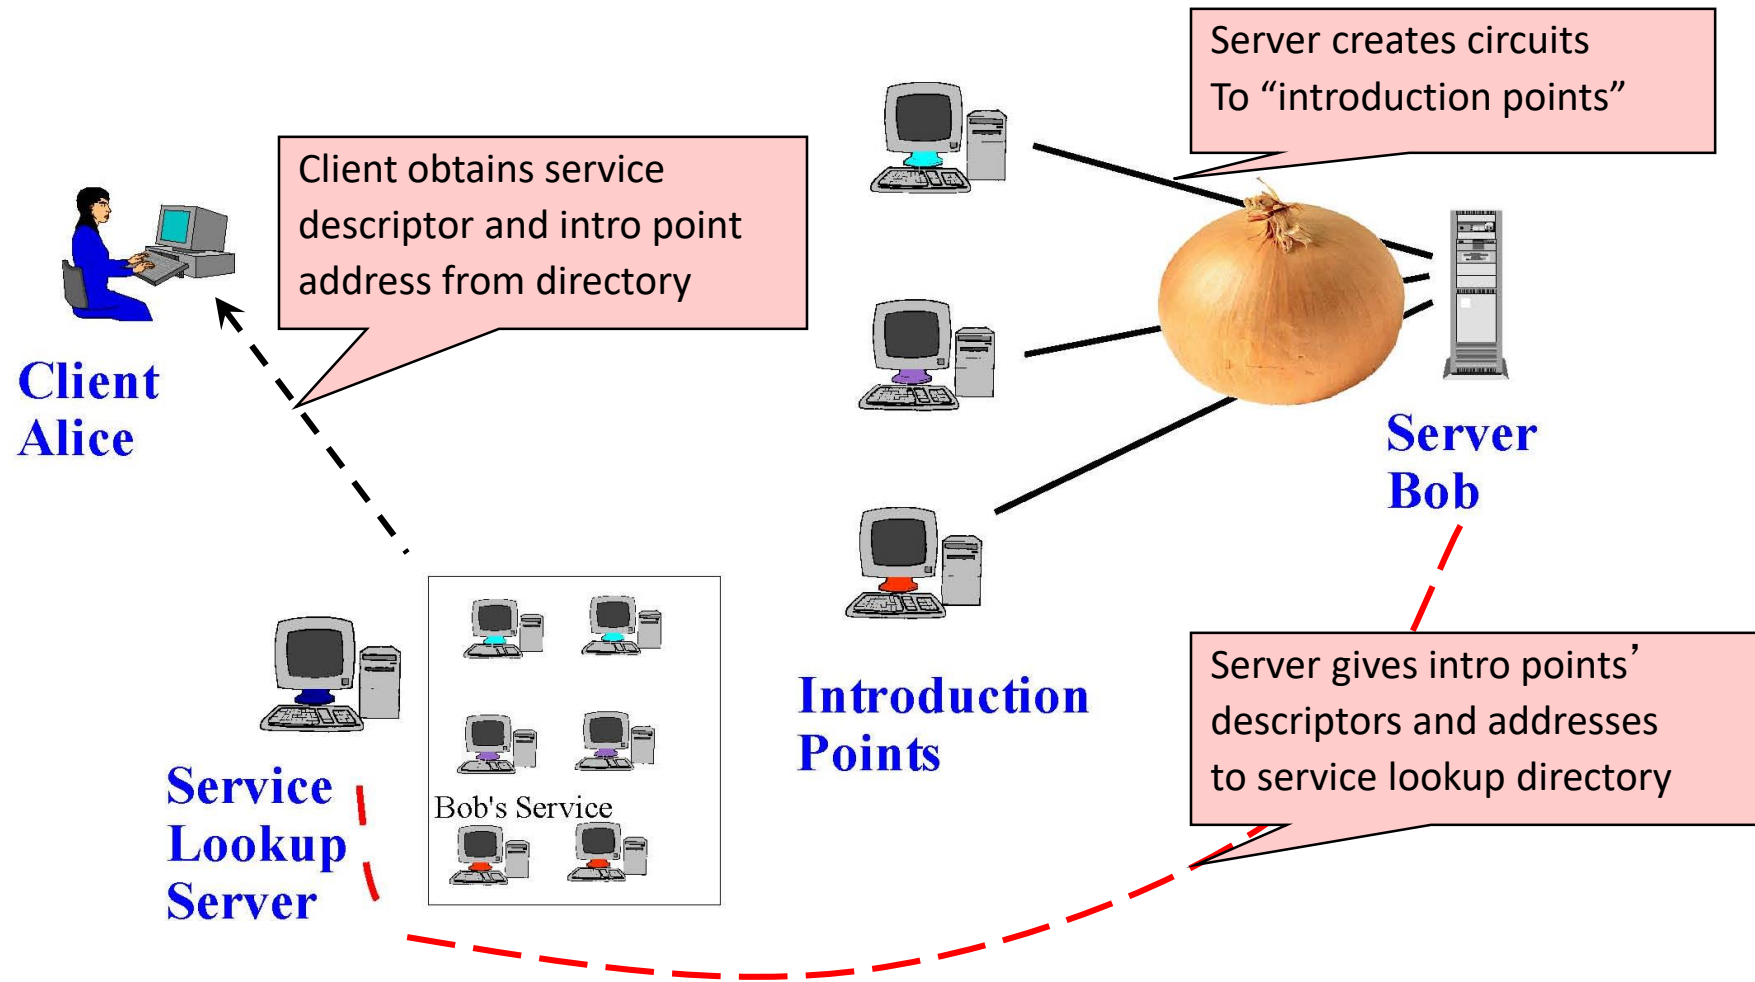 Server creates circuits
To “introduction points”
Client obtains service
descriptor and intro point
address from directory
Client
Alice
Server
Bob
Introduction
Points
Server gives intro points’
descriptors and addresses
to service lookup directory
Service
Lookup
Server
Bob's Service